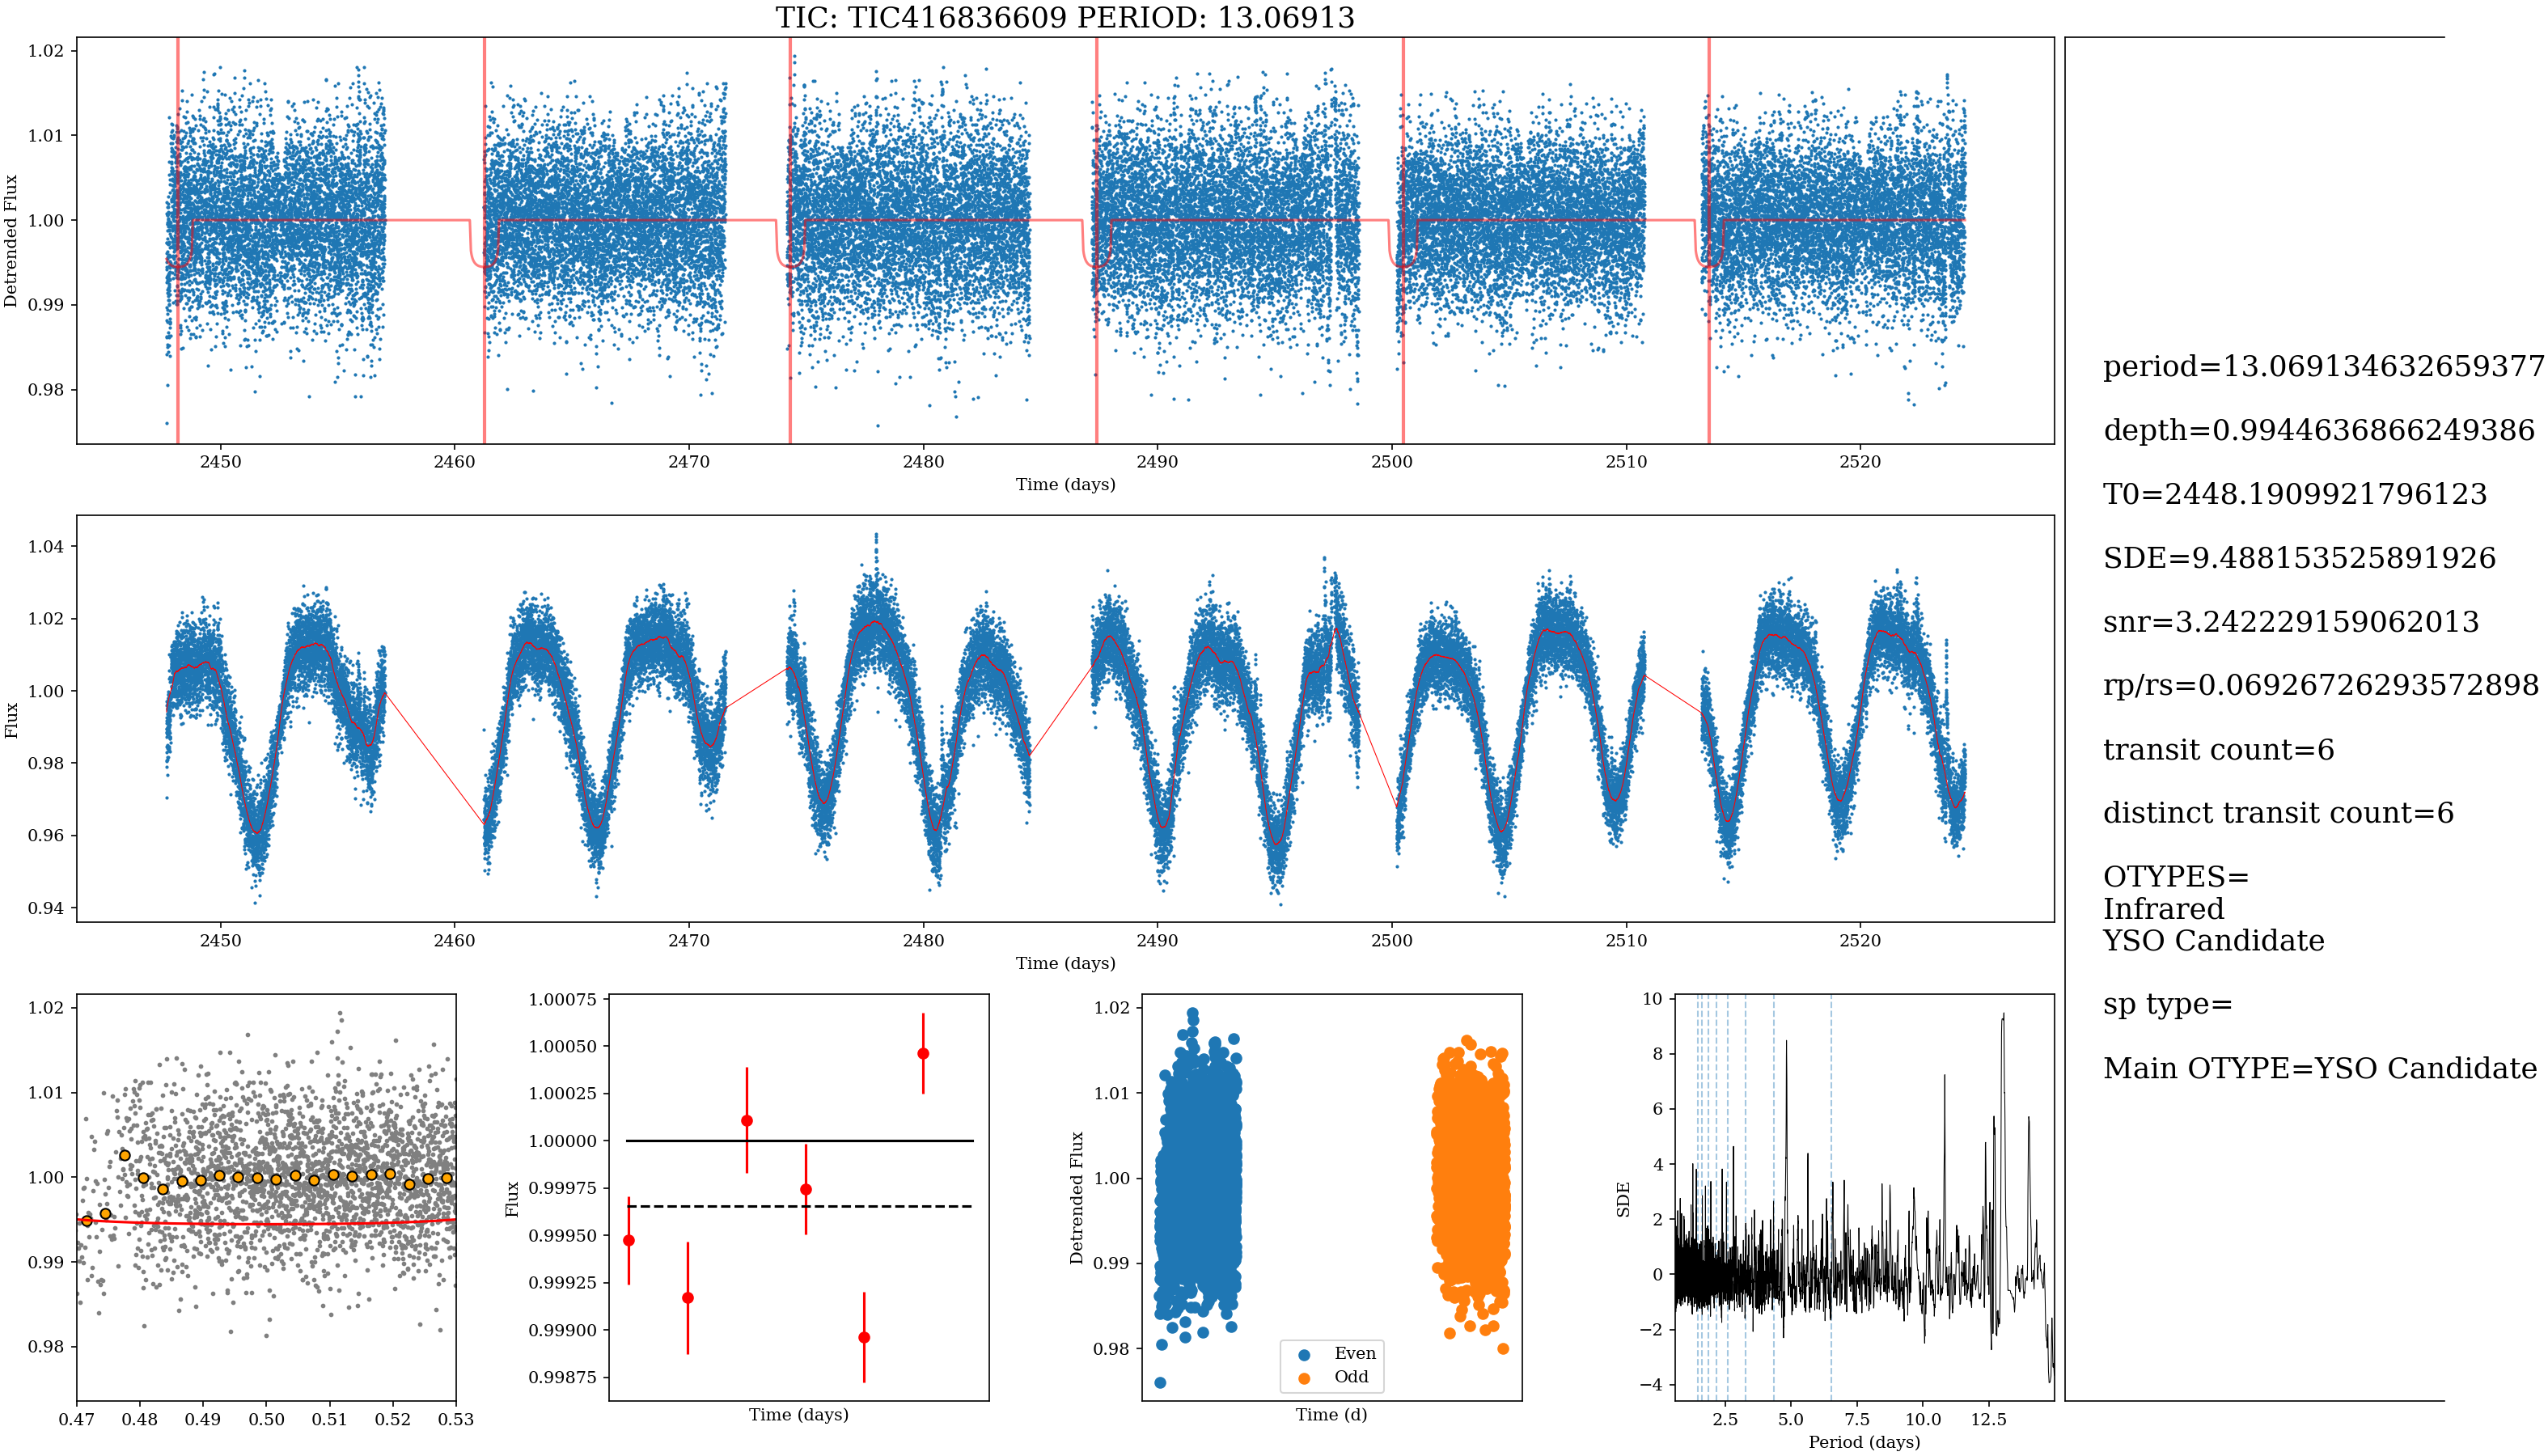 TIC: TIC416836609 PERIOD: 13.06913
1.02
1.01
1.00
0.99
0.98
Detrended Flux
2450 2460 2470 2480 2490 2500 2510 2520
Time (days)
1.04
1.02
1.00
0.98
0.96
0.94
Flux
2450 2460 2470 2480 2490 2500 2510 2520
Time (days)
1.02
1.01
1.00
0.99
0.98
0.47 0.48 0.49 0.50 0.51 0.52 0.53
1.00075
1.00050
1.00025
1.00000
0.99975
0.99950
0.99925
0.99900
0.99875
Flux
Time (days)
1.02
1.01
1.00
0.99
0.98
Detrended Flux
Even
Odd
Time (d)
10
8
6
4
2
0
−2
−4
SDE
2.5 5.0 7.5 10.0 12.5
Period (days)
period=13.069134632659377
depth=0.9944636866249386
T0=2448.1909921796123
SDE=9.488153525891926
snr=3.242229159062013
rp/rs=0.06926726293572898
transit count=6
distinct transit count=6
OTYPES=
Infrared
YSO Candidate
sp type=
Main OTYPE=YSO Candidate